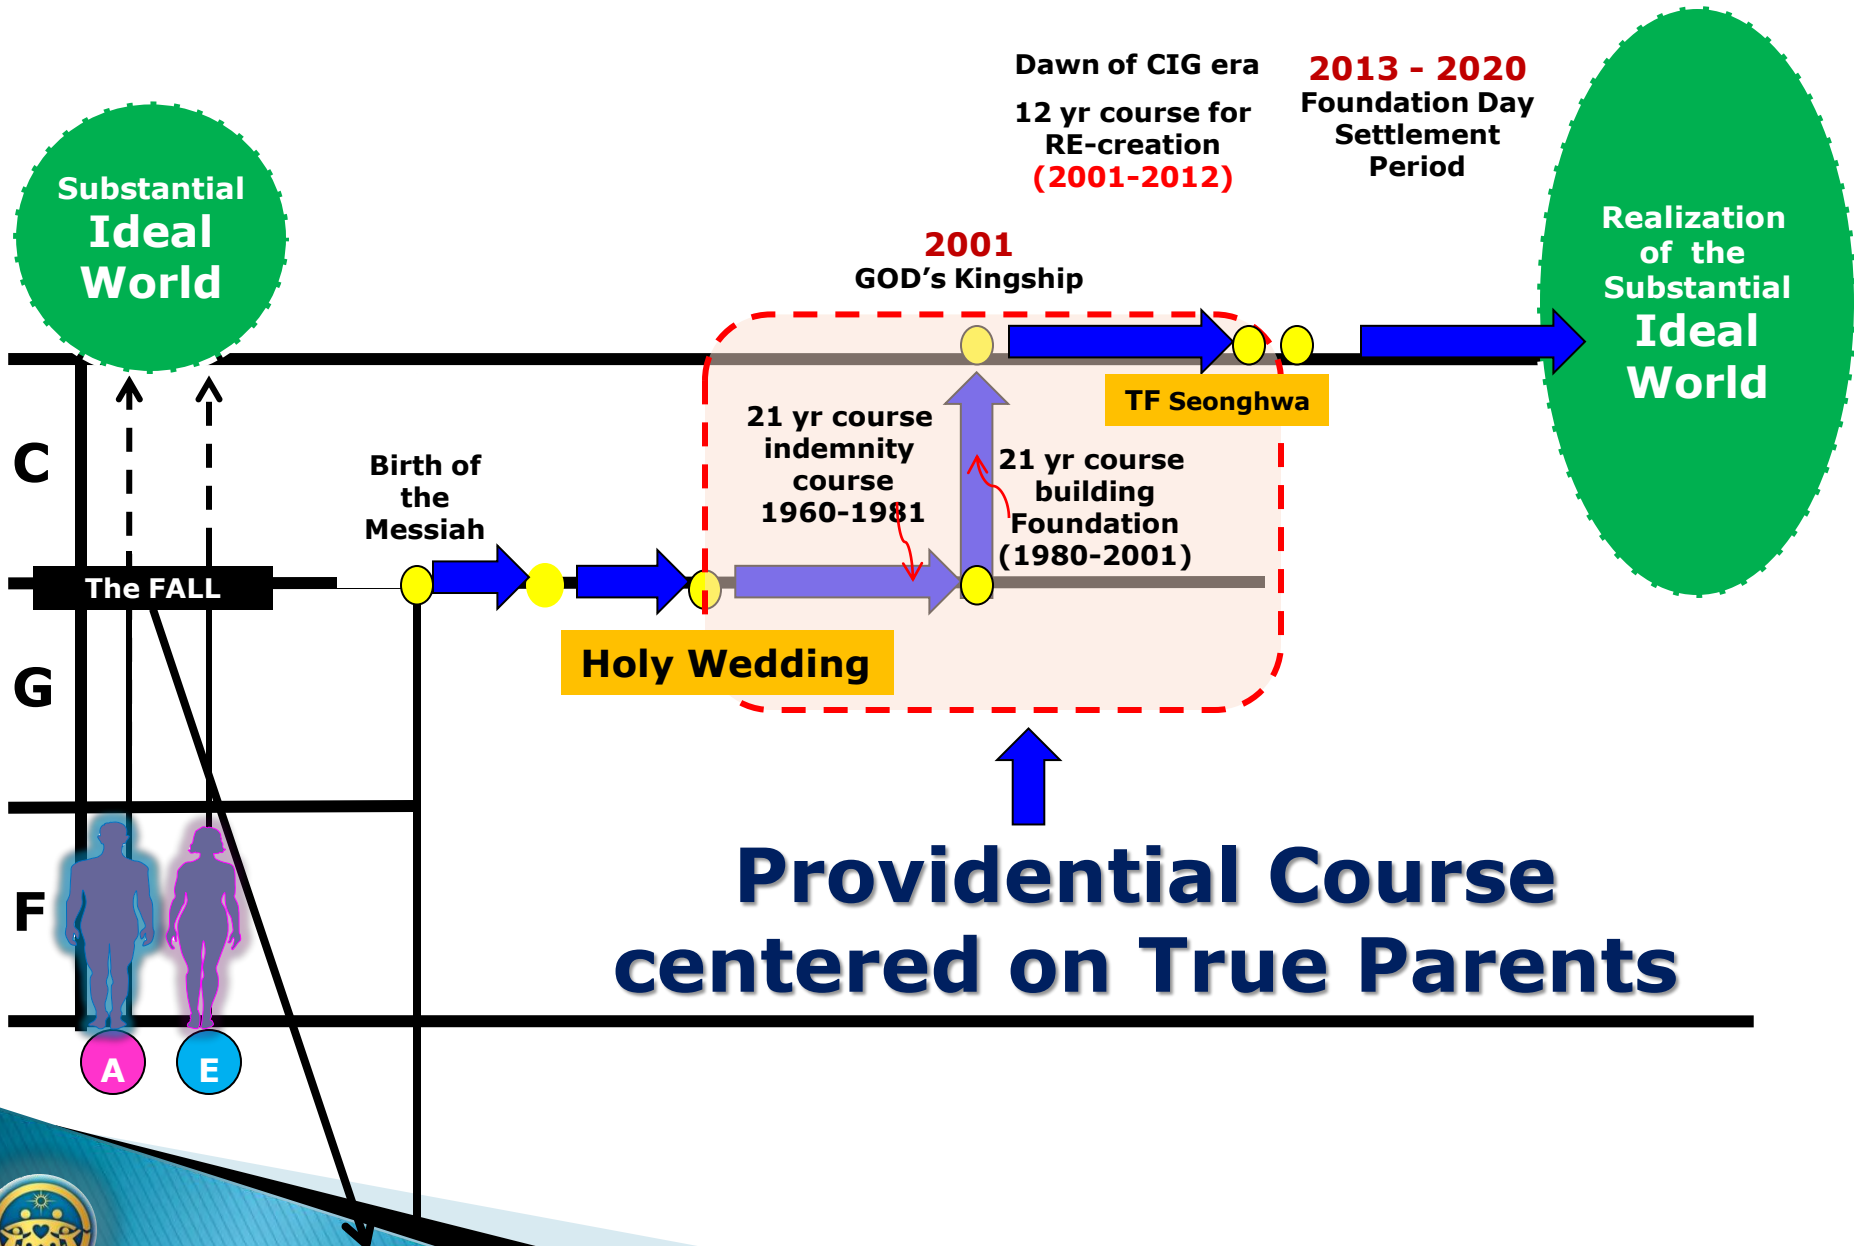 Substantial
Ideal
World
Dawn of CIG era
12 yr course for
RE-creation
(2001-2012)
2013 - 2020
Foundation Day
Settlement
Period
Realization
of the
Substantial
Ideal
World
2001
GOD’s Kingship
TF Seonghwa
21 yr course
indemnity
course
1960-1981
21 yr course
building
Foundation
(1980-2001)
C
Birth of
the
Messiah
The FALL
Holy Wedding
G
F
Providential Course
centered on True Parents
A
E